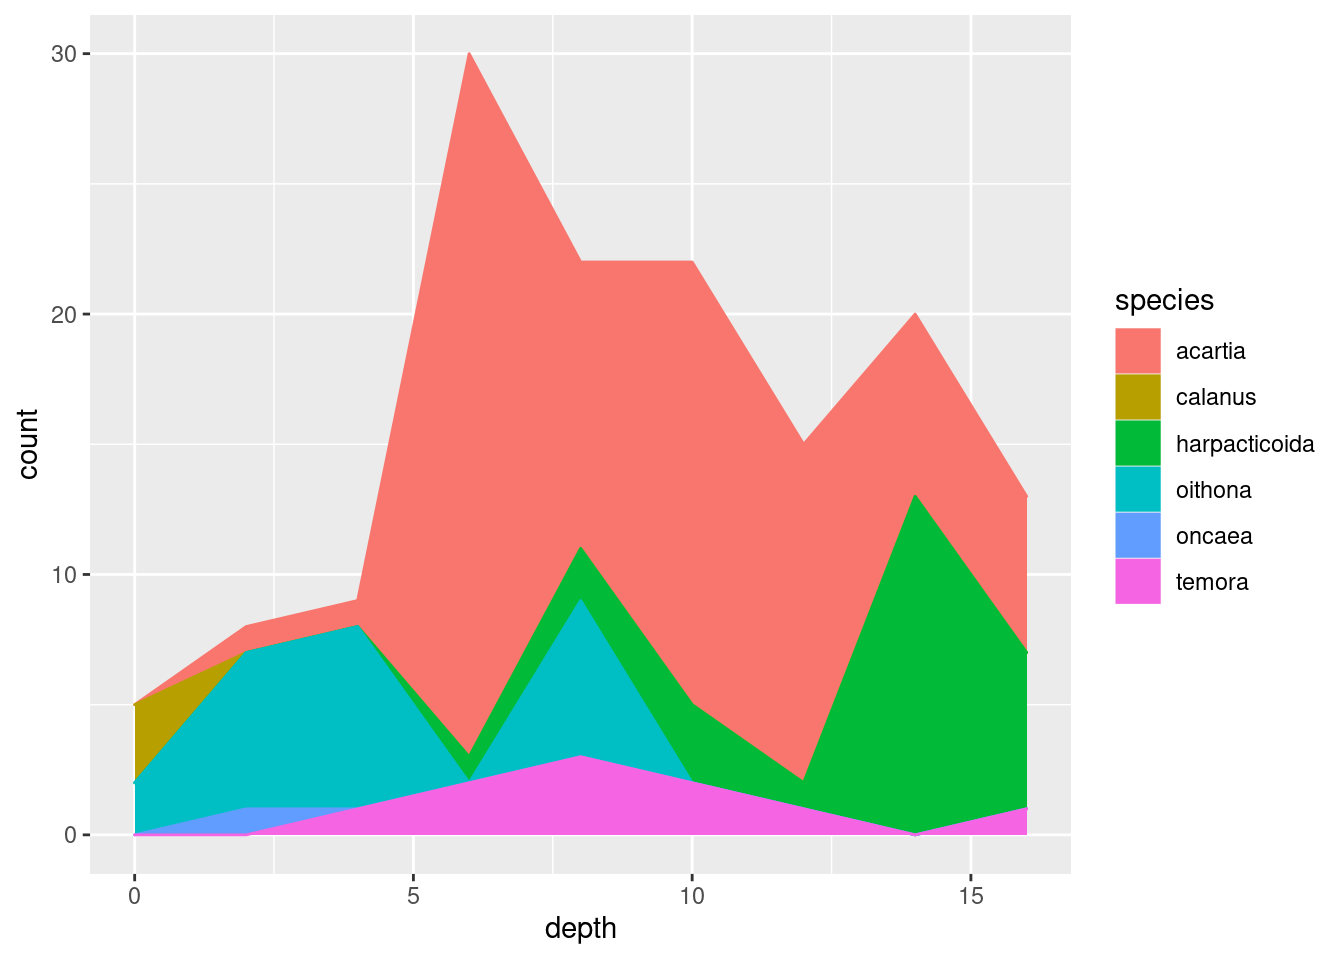 30
20
10
0
count
0 5 10 15
depth
species
acartia
calanus
harpacticoida
oithona
oncaea
temora